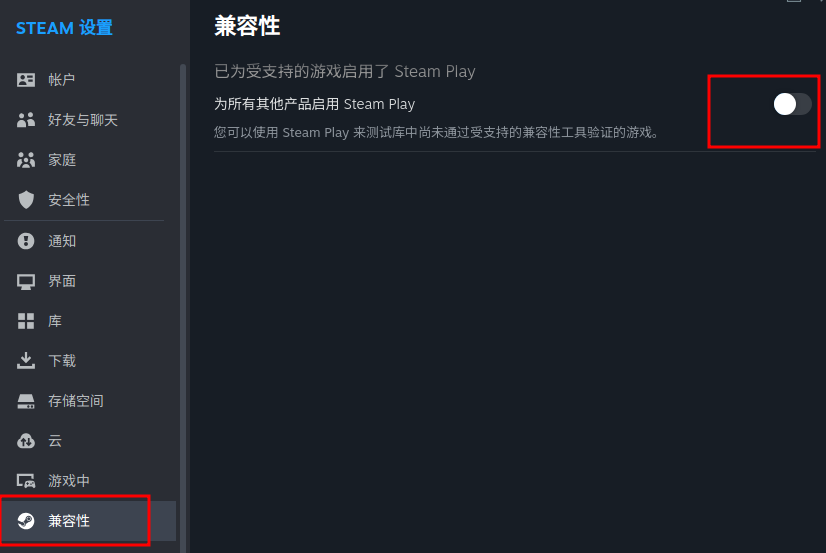 STEAM 设置
帐户
好友与聊天
家庭
安全性
通知
界面
库
下载
存储空间
云
游戏中
兼容性
兼容性
已为受支持的游戏启用了 Steam Play
为所有其他产品启用 Steam Play
您可以使用 Steam Play 来测试库中尚未通过受支持的兼容性工具验证的游戏。